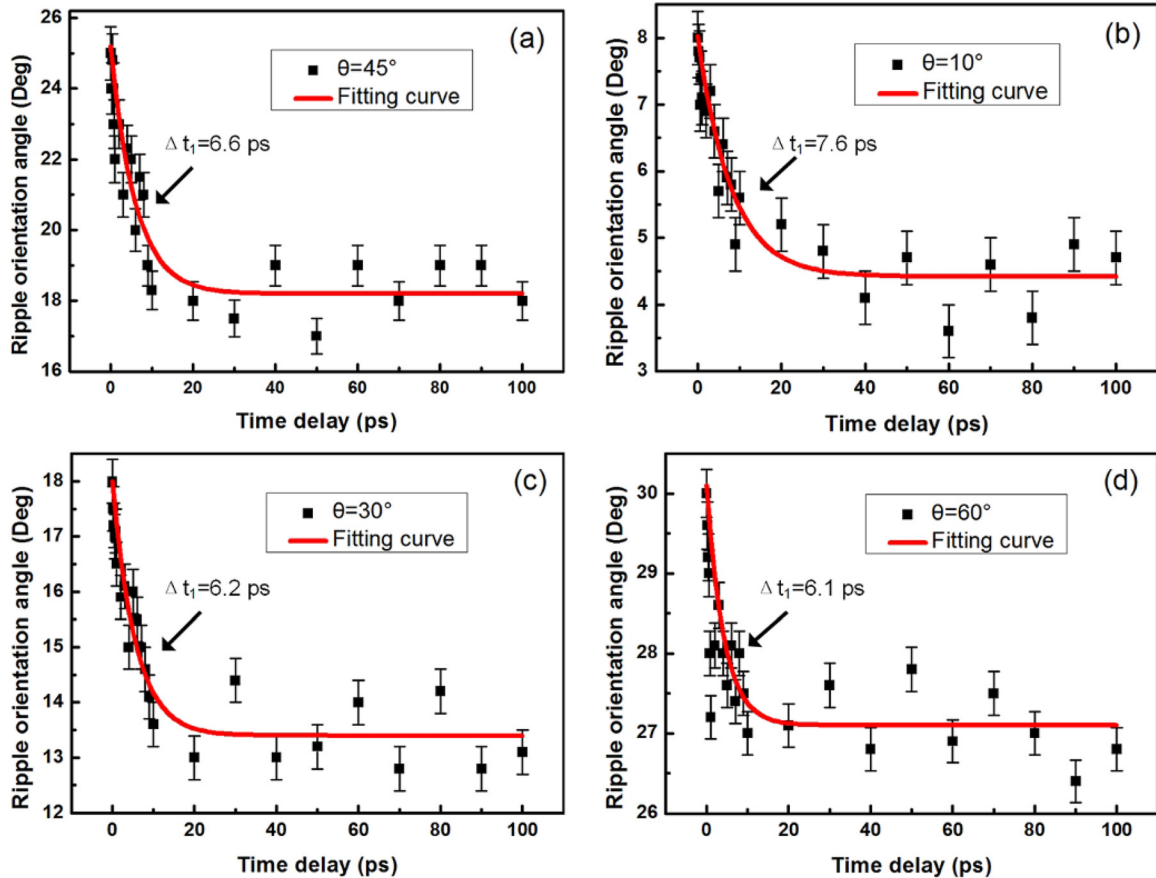 (a)
θ=45°
Fitting curve
Δ t₁=6.6 ps
Ripple orientation angle (Deg)
26
24
22
20
18
16
0 20 40 60 80 100
Time delay (ps)
(b)
θ=10°
Fitting curve
Δ t₁=7.6 ps
Ripple orientation angle (Deg)
8
7
6
5
4
3
0 20 40 60 80 100
Time delay (ps)
(c)
θ=30°
Fitting curve
Δ t₁=6.2 ps
Ripple orientation angle (Deg)
18
17
16
15
14
13
12
0 20 40 60 80 100
Time delay (ps)
(d)
θ=60°
Fitting curve
Δ t₁=6.1 ps
Ripple orientation angle (Deg)
30
29
28
27
26
0 20 40 60 80 100
Time delay (ps)